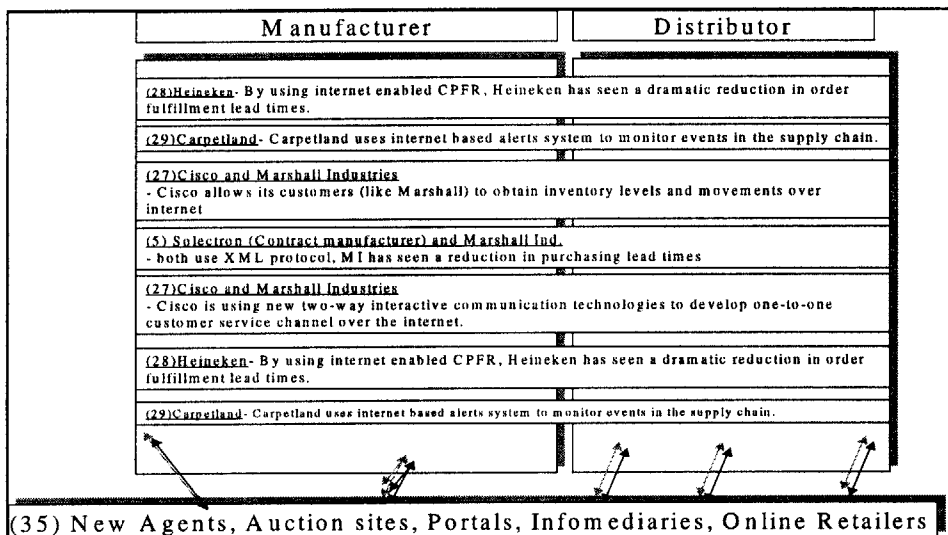 Manufacturer
Distributor
(28)Heineken- By using internet enabled CPFR, Heineken has seen a dramatic reduction in order
fulfillment lead times.
(29)Carpetland- Carpetland uses internet based alerts system to monitor events in the supply chain.
(27)Cisco and Marshall Industries
- Cisco allows its customers (like Marshall) to obtain inventory levels and movements over
internet
(5) Solectron (Contract manufacturer) and Marshall Ind.
- both use XML protocol, MI has seen a reduction in purchasing lead times
(27)Cisco and Marshall Industries
- Cisco is using new two-way interactive communication technologies to develop one-to-one
customer service channel over the internet.
(28)Heineken- By using internet enabled CPFR, Heineken has seen a dramatic reduction in order
fulfillment lead times.
(29)Carpetland- Carpetland uses internet based alerts system to monitor events in the supply chain.
(35) New Agents, Auction sites, Portals, Infomediaries, Online Retailers